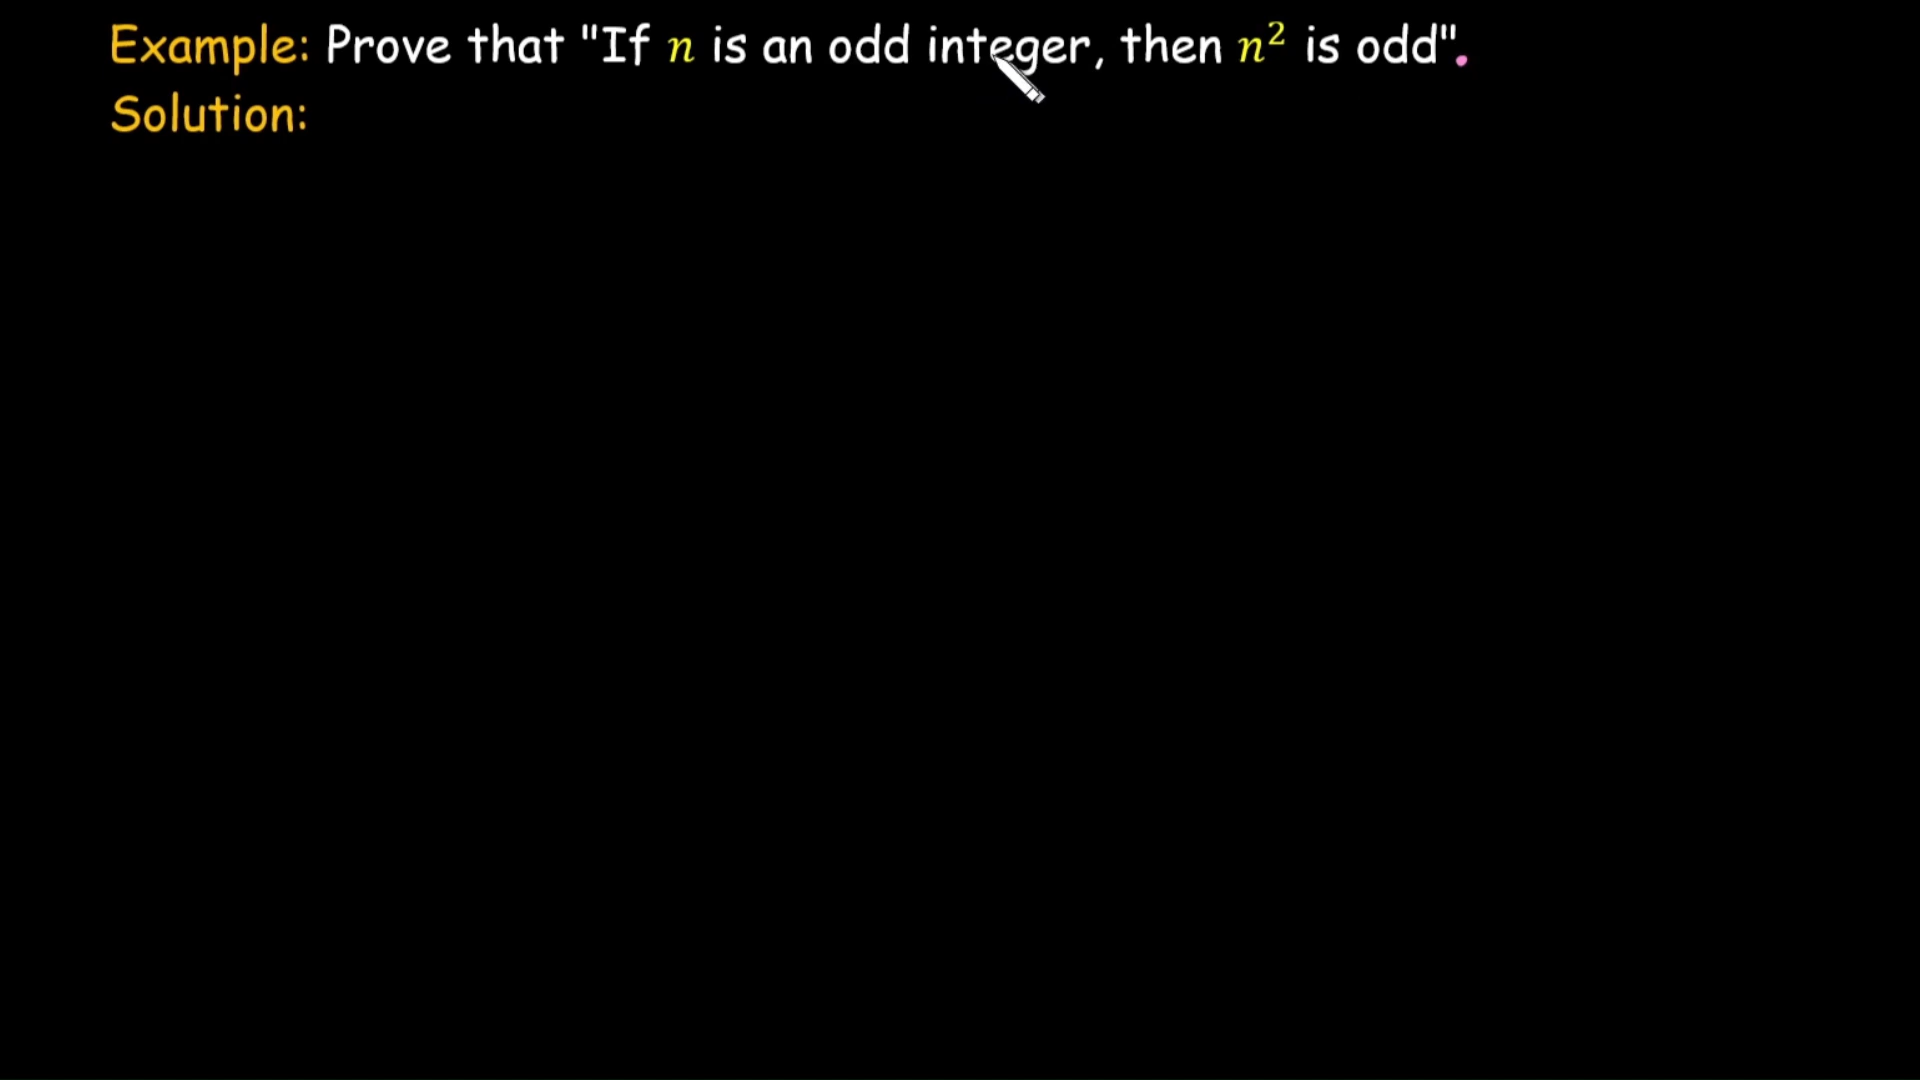 Example: Prove that "If n is an odd integer, then n² is odd".
Solution: